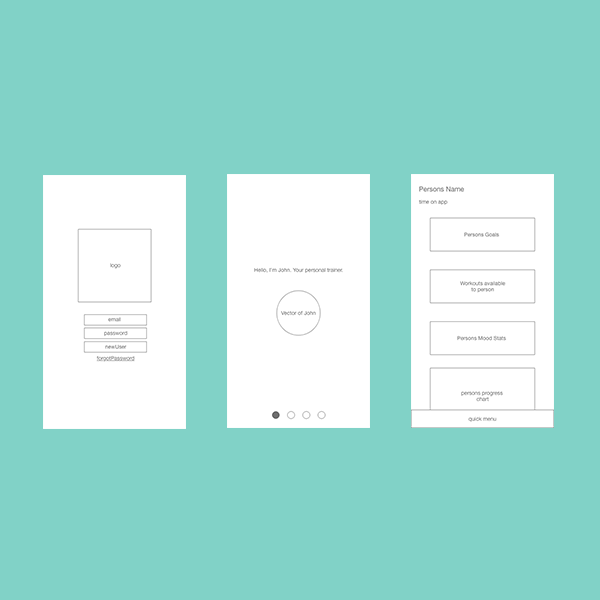 logo
email
password
newUser
forgotPassword
Hello, I'm John. Your personal trainer.
Vector of John
Persons Name
time on app
Persons Goals
Workouts available
to person
Persons Mood Stats
persons progress
chart
quick menu